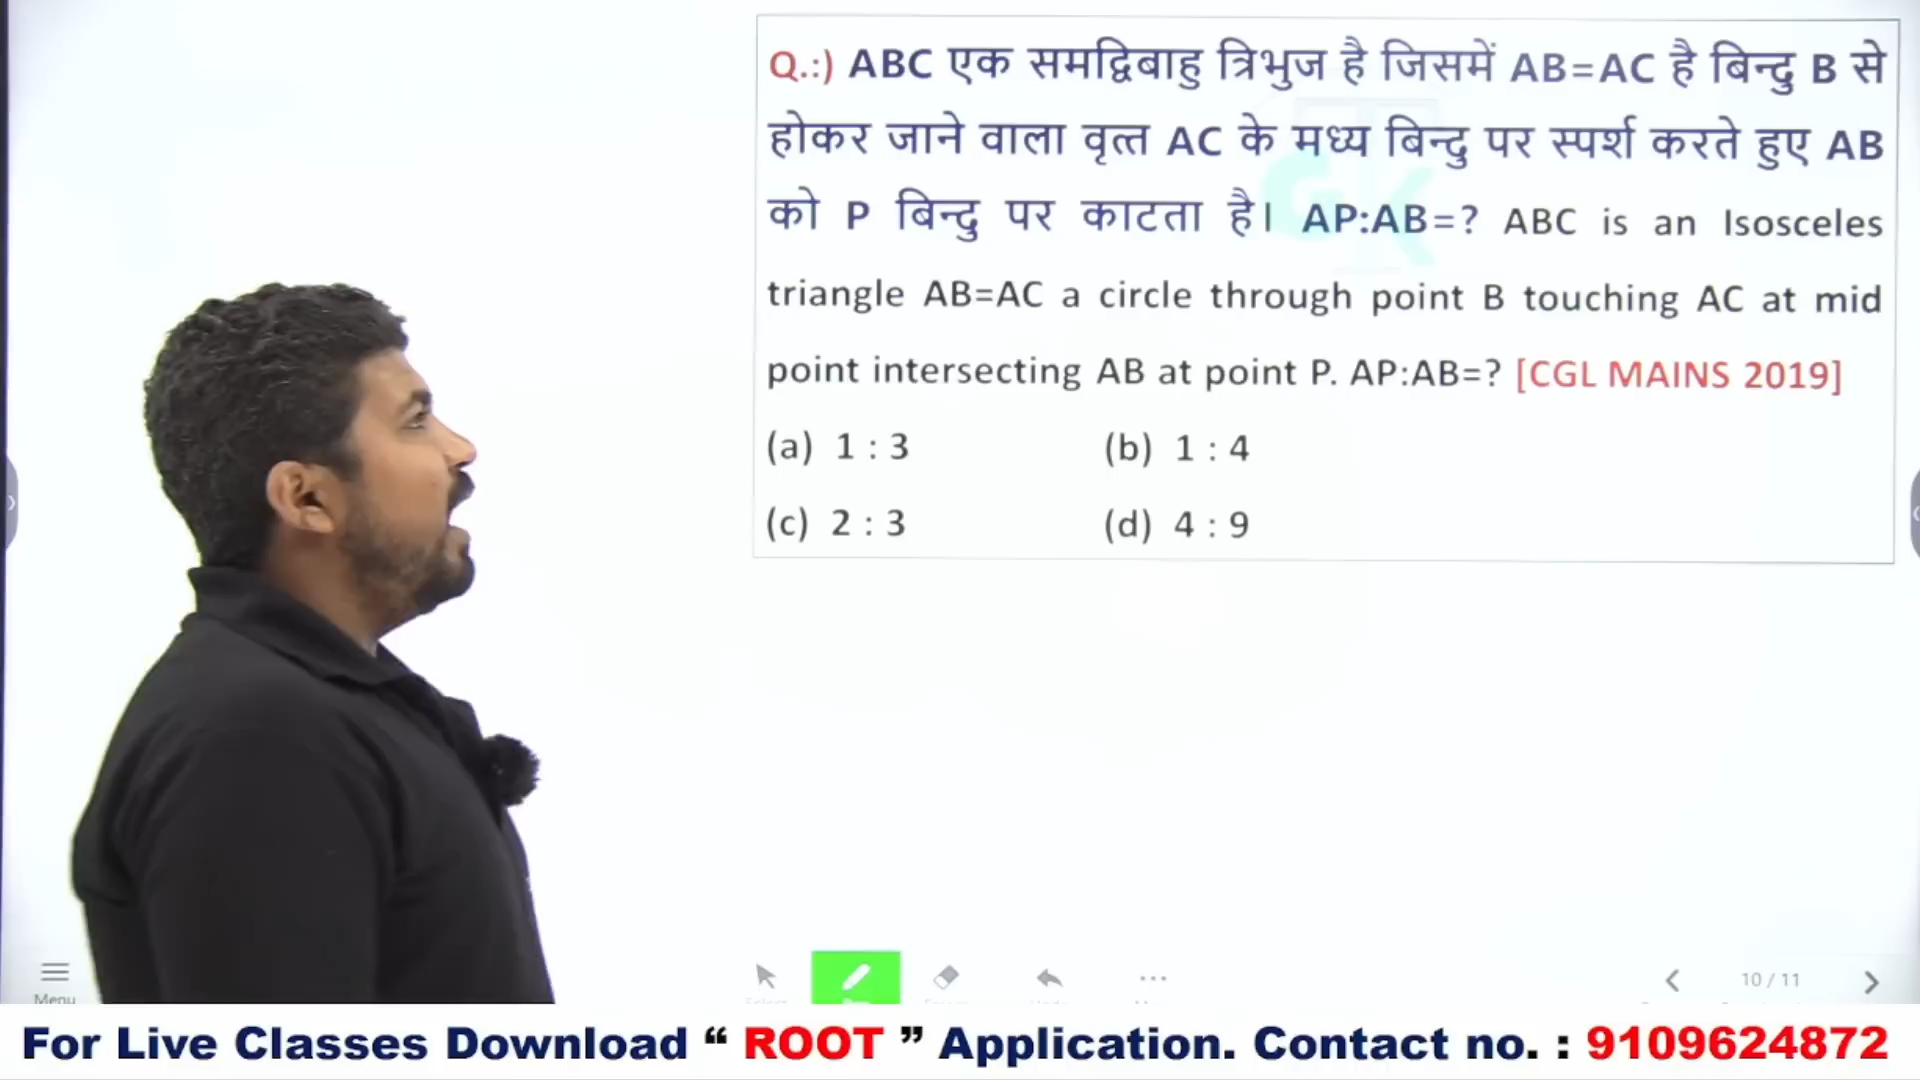 Q.:) ABC एक समद्विबाहु त्रिभुज है जिसमें AB=AC है बिन्दु B से
होकर जाने वाला वृत्त AC के मध्य बिन्दु पर स्पर्श करते हुए AB
को P बिन्दु पर काटता है। AP:AB=? ABC is an Isosceles
triangle AB=AC a circle through point B touching AC at mid
point intersecting AB at point P. AP:AB=? [CGL MAINS 2019]
(a) 1 : 3 (b) 1 : 4
(c) 2 : 3 (d) 4 : 9
Menu
10 / 11
For Live Classes Download “ ROOT ” Application. Contact no. : 9109624872